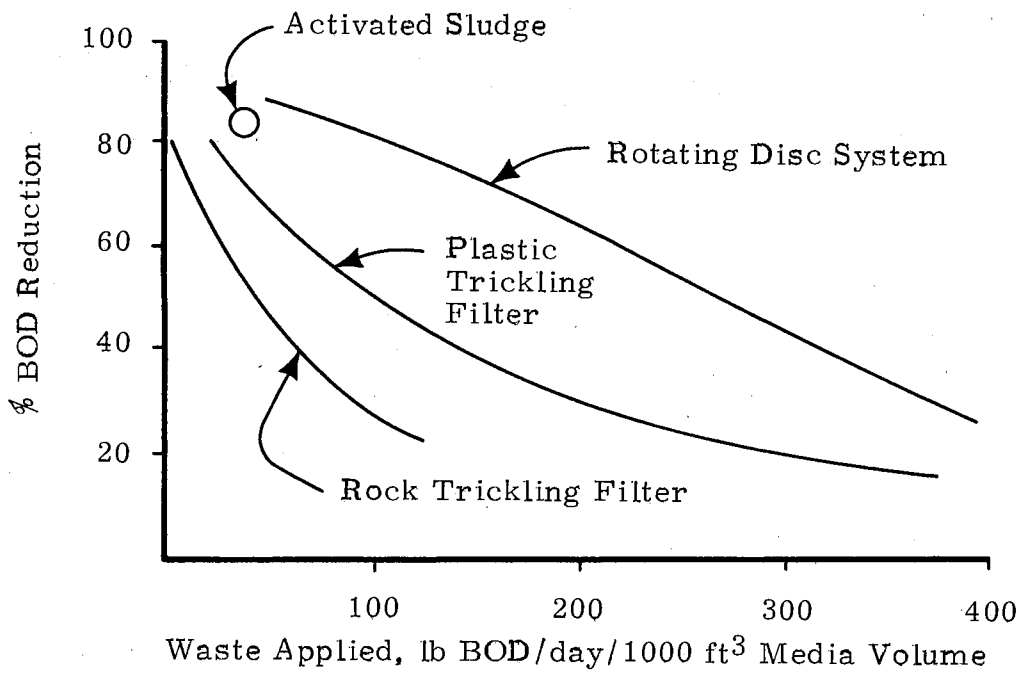 % BOD Reduction
100
80
60
40
20
Activated Sludge
Rotating Disc System
Plastic
Trickling
Filter
Rock Trickling Filter
100
200
300
400
Waste Applied, lb BOD/day/1000 ft³ Media Volume